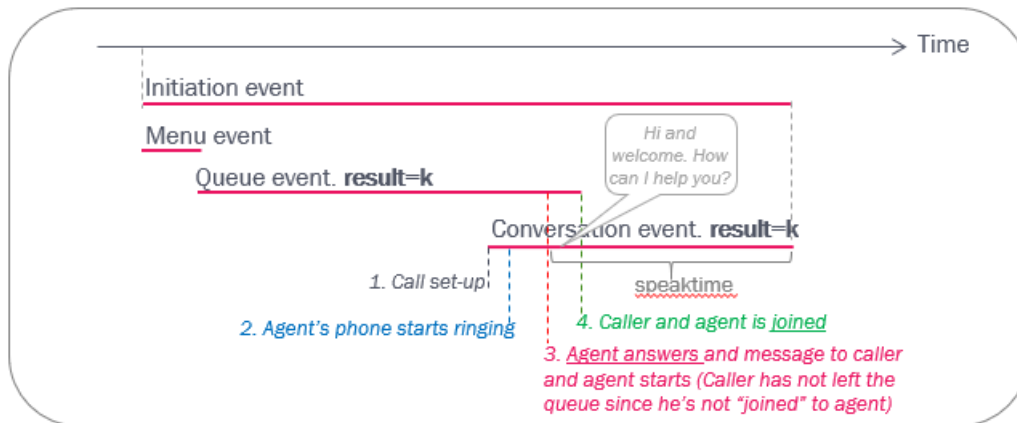 Time
Initiation event
Menu event
Hi and
welcome. How
can I help you?
Queue event. result=k
Conversation event. result=k
1. Call set-up
speaktime
2. Agent's phone starts ringing
4. Caller and agent is joined
3. Agent answers and message to caller
and agent starts (Caller has not left the
queue since he's not "joined" to agent)